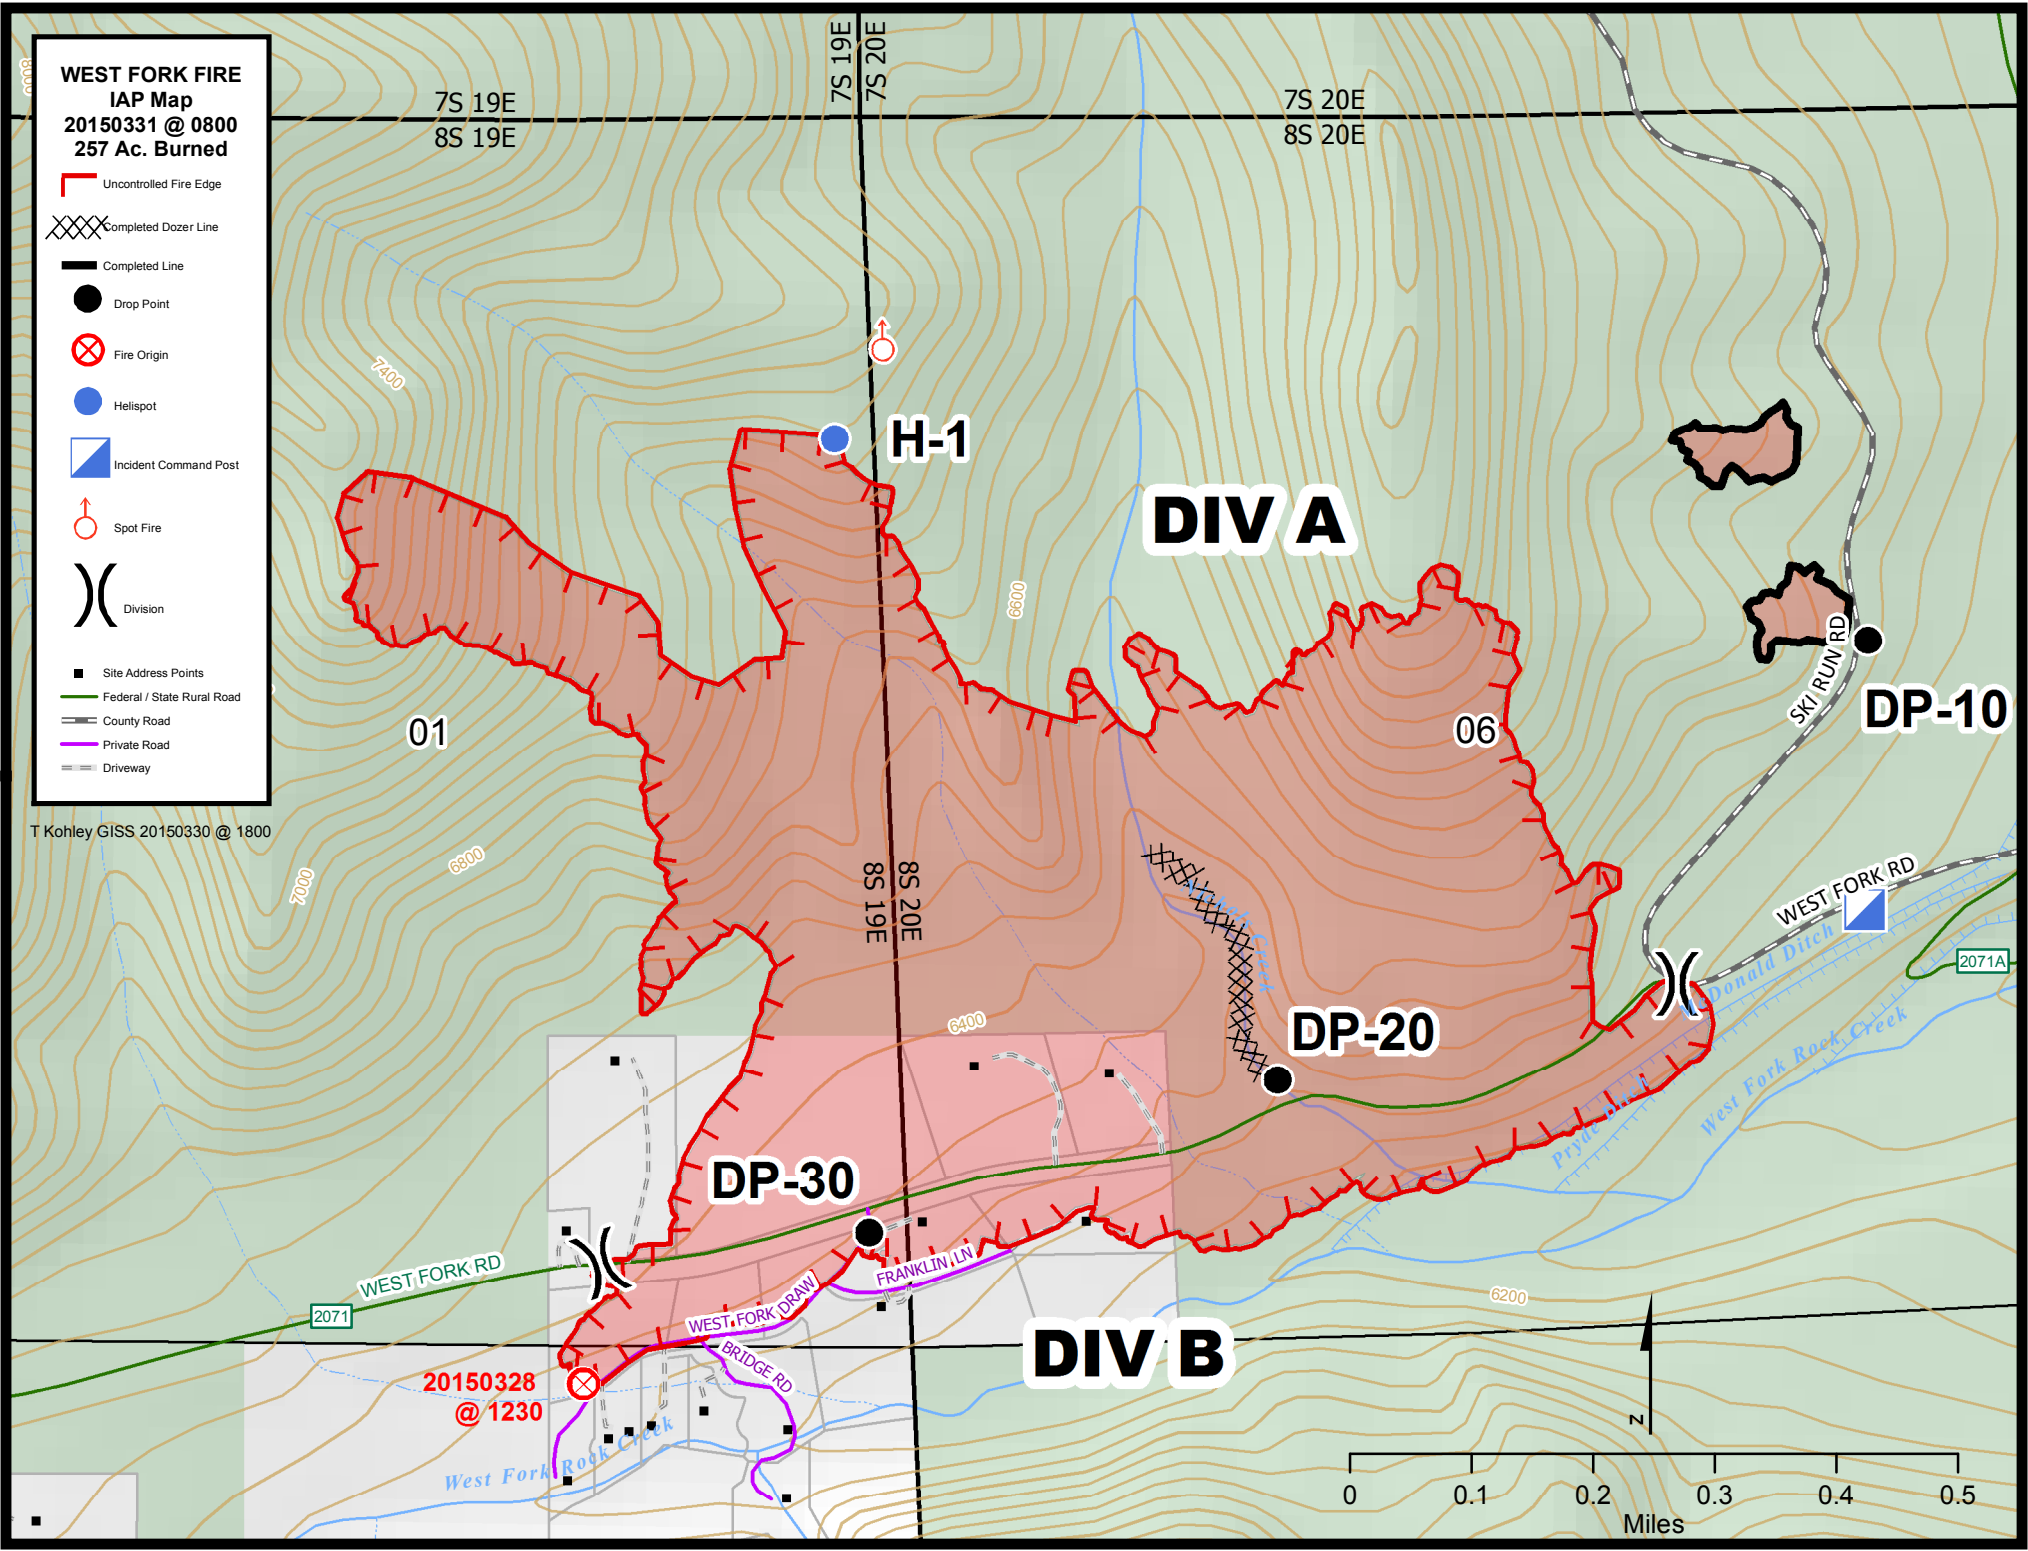 WEST FORK FIRE
IAP Map
20150331 @ 0800
257 Ac. Burned
Uncontrolled Fire Edge
Completed Dozer Line
Completed Line
Drop Point
Fire Origin
Helispot
Incident Command Post
Spot Fire
Division
Site Address Points
Federal / State Rural Road
County Road
Private Road
Driveway
T Kohley GISS 20150330 @ 1800
7S 19E
8S 19E
7S 19E
7S 20E
7S 20E
8S 20E
8000
7400
H-1
DIV A
6600
01
06
SKI RUN RD
DP-10
6800
7000
8S 19E
8S 20E
WEST FORK RD
McDonald Ditch
2071A
West Fork Rock Creek
Creek
DP-20
6400
Pryde Ditch
DP-30
WEST FORK RD
2071
FRANKLIN LN
WEST FORK DRAW
BRIDGE RD
6200
DIV B
20150328
@ 1230
West Fork Rock Creek
N
0 0.1 0.2 0.3 0.4 0.5
Miles